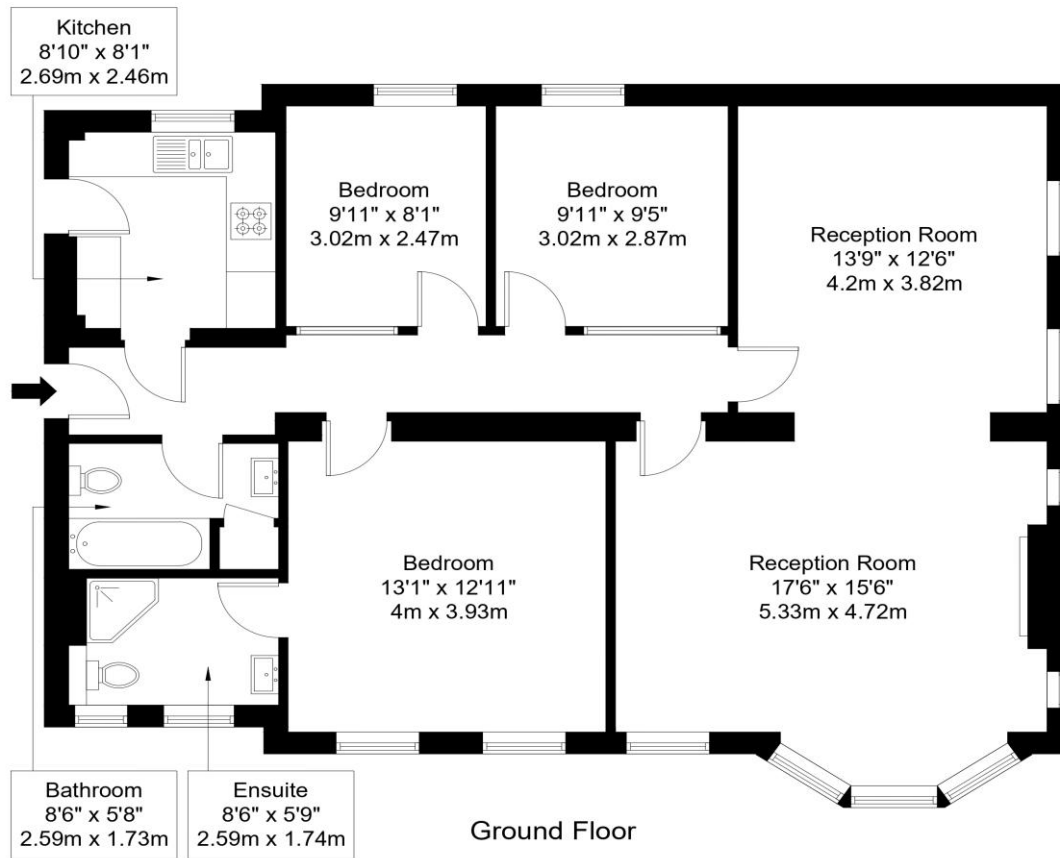 Kitchen
8'10" x 8'1"
2.69m x 2.46m
Bedroom
9'11" x 8'1"
3.02m x 2.47m
Bedroom
9'11" x 9'5"
3.02m x 2.87m
Reception Room
13'9" x 12'6"
4.2m x 3.82m
Bedroom
13'1" x 12'11"
4m x 3.93m
Reception Room
17'6" x 15'6"
5.33m x 4.72m
Bathroom
8'6" x 5'8"
2.59m x 1.73m
Ensuite
8'6" x 5'9"
2.59m x 1.74m
Ground Floor